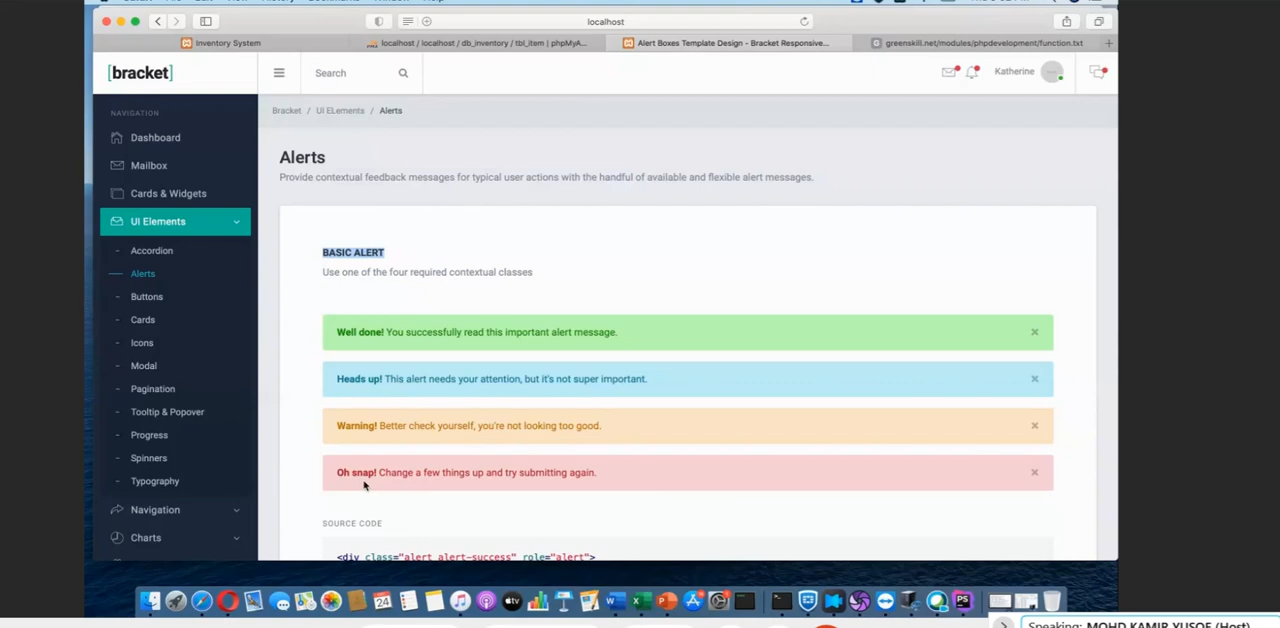 localhost
Inventory System
localhost / localhost / db_inventory / tbl_item | phpMyA...
Alert Boxes Template Design - Bracket Responsive...
greenskill.net/modules/phpdevelopment/function.txt
[bracket]
Search
Katherine
NAVIGATION
Dashboard
Mailbox
Cards & Widgets
UI Elements
Accordion
Alerts
Buttons
Cards
Icons
Modal
Pagination
Tooltip & Popover
Progress
Spinners
Typography
Navigation
Charts
Bracket / UI ELements / Alerts
Alerts
Provide contextual feedback messages for typical user actions with the handful of available and flexible alert messages.
BASIC ALERT
Use one of the four required contextual classes
Well done! You successfully read this important alert message. ×
Heads up! This alert needs your attention, but it's not super important. ×
Warning! Better check yourself, you're not looking too good. ×
Oh snap! Change a few things up and try submitting again. ×
SOURCE CODE
<div class="alert alert-success" role="alert">
24
Speaking: MOHD KAMIR YUSOF (Host)